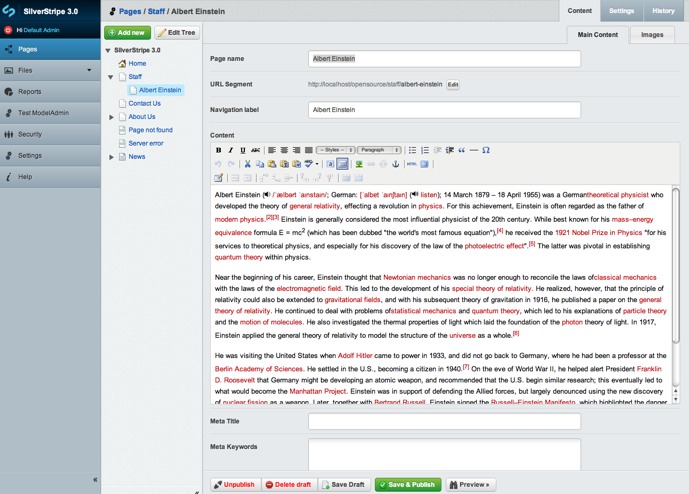 SilverStripe 3.0
Pages / Staff / Albert Einstein
Content
Settings
History
Hi Default Admin
Add new
Edit Tree
Main Content
Images
Pages
Files
Reports
Test ModelAdmin
Security
Settings
Help
SilverStripe 3.0
Home
Staff
Albert Einstein
Contact Us
About Us
Page not found
Server error
News
Page name
Albert Einstein
URL Segment
http://localhost/opensource/staff/albert-einstein
Edit
Navigation label
Albert Einstein
Content
B I U ABC
- Styles -
Paragraph
HTML
Albert Einstein (/ˈælbərt ˈaɪnstaɪn/; German: [ˈalbɐt ˈaɪnʃtaɪn] ( listen); 14 March 1879 – 18 April 1955) was a Germantheoretical physicist who
developed the theory of general relativity, effecting a revolution in physics. For this achievement, Einstein is often regarded as the father of
modern physics.[2][3] Einstein is generally considered the most influential physicist of the 20th century. While best known for his mass–energy
equivalence formula E = mc2 (which has been dubbed "the world's most famous equation"),[4] he received the 1921 Nobel Prize in Physics "for his
services to theoretical physics, and especially for his discovery of the law of the photoelectric effect".[5] The latter was pivotal in establishing
quantum theory within physics.
Near the beginning of his career, Einstein thought that Newtonian mechanics was no longer enough to reconcile the laws ofclassical mechanics
with the laws of the electromagnetic field. This led to the development of his special theory of relativity. He realized, however, that the principle of
relativity could also be extended to gravitational fields, and with his subsequent theory of gravitation in 1916, he published a paper on the general
theory of relativity. He continued to deal with problems ofstatistical mechanics and quantum theory, which led to his explanations of particle theory
and the motion of molecules. He also investigated the thermal properties of light which laid the foundation of the photon theory of light. In 1917,
Einstein applied the general theory of relativity to model the structure of the universe as a whole.[6]
He was visiting the United States when Adolf Hitler came to power in 1933, and did not go back to Germany, where he had been a professor at the
Berlin Academy of Sciences. He settled in the U.S., becoming a citizen in 1940.[7] On the eve of World War II, he helped alert President Franklin
D. Roosevelt that Germany might be developing an atomic weapon, and recommended that the U.S. begin similar research; this eventually led to
what would become the Manhattan Project. Einstein was in support of defending the Allied forces, but largely denounced using the new discovery
of nuclear fission as a weapon. Later, together with Bertrand Russell, Einstein signed the Russell–Einstein Manifesto, which highlighted the danger
Meta Title
Meta Keywords
Unpublish
Delete draft
Save Draft
Save & Publish
Preview »